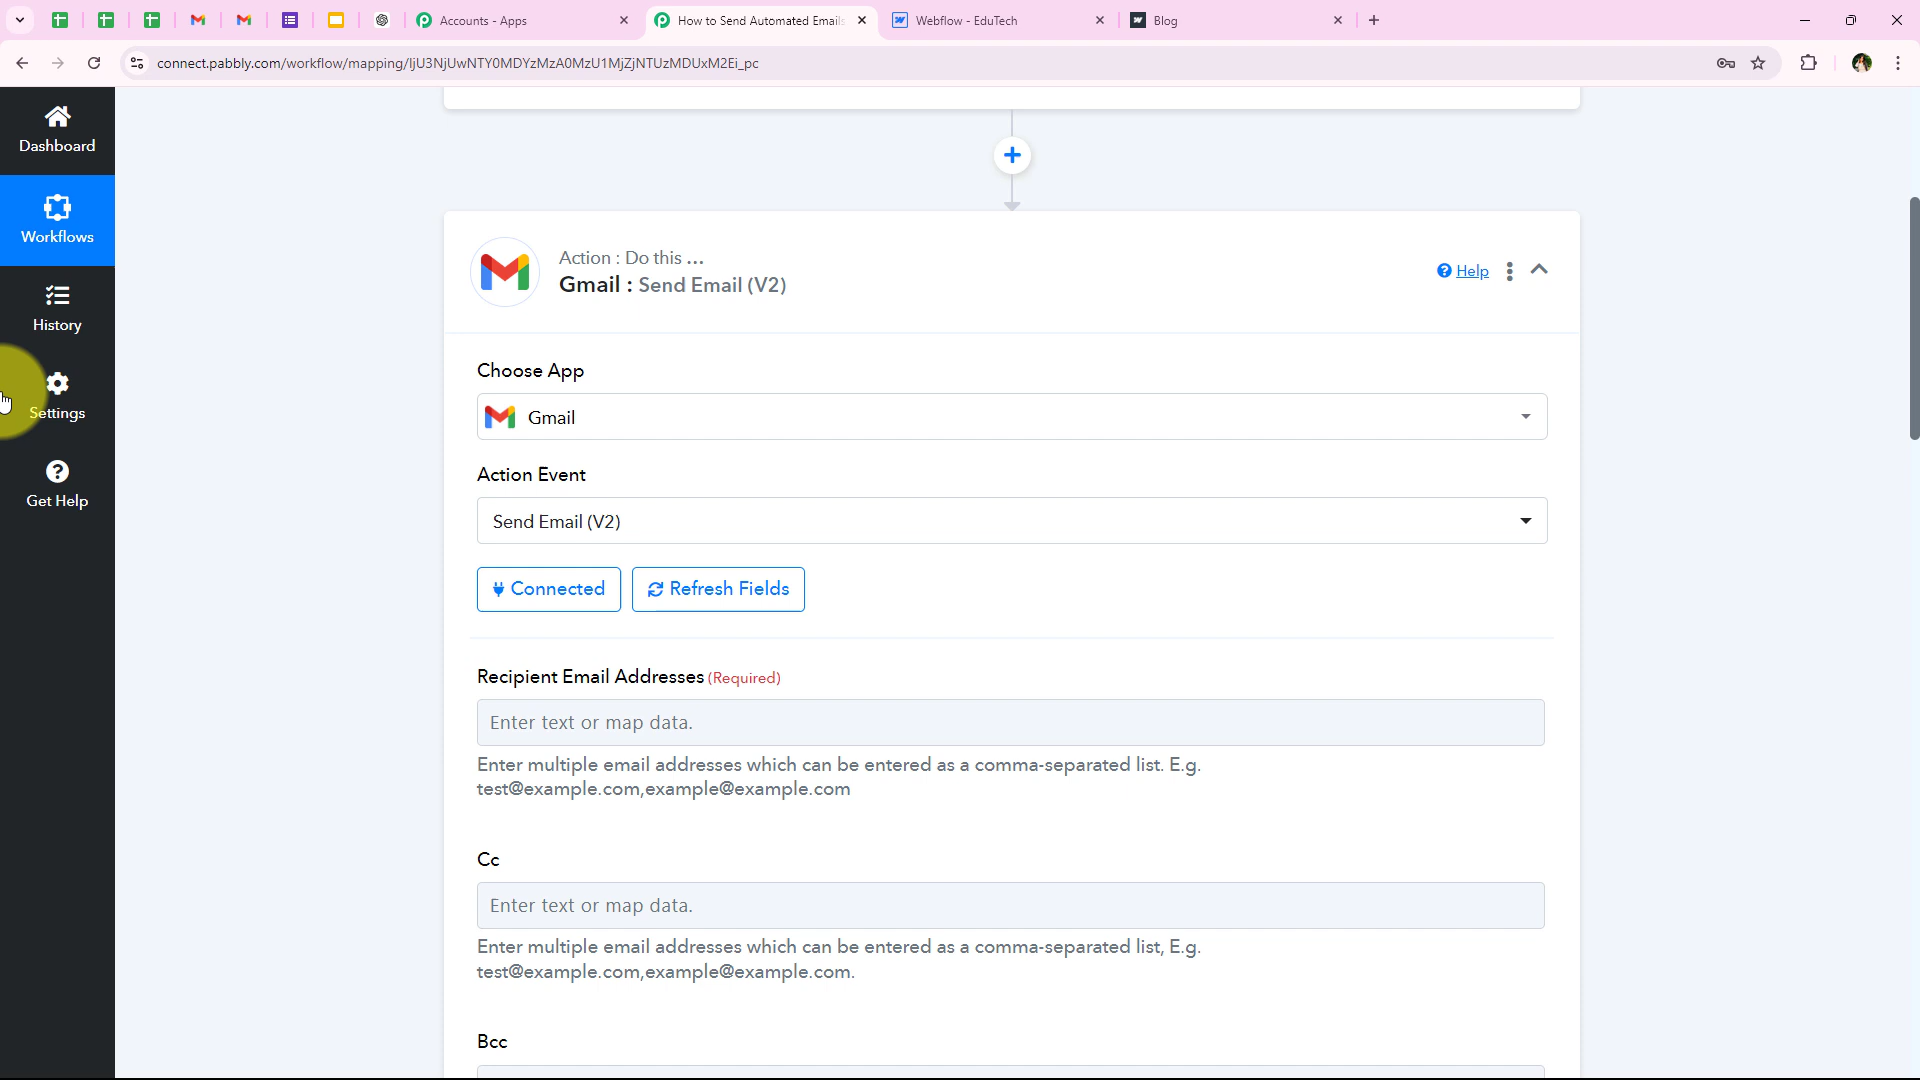 Accounts - Apps
How to Send Automated Emails
Webflow - EduTech
Blog
connect.pabbly.com/workflow/mapping/IjU3NjUwNTY0MDYzMzA0MzU1MjZjNTUzMDUxM2Ei_pc
Dashboard
Workflows
History
Settings
Get Help
Action : Do this ...
Gmail : Send Email (V2)
Help
Choose App
Gmail
Action Event
Send Email (V2)
Connected
Refresh Fields
Recipient Email Addresses (Required)
Enter text or map data.
Enter multiple email addresses which can be entered as a comma-separated list. E.g.
test@example.com,example@example.com
Cc
Enter text or map data.
Enter multiple email addresses which can be entered as a comma-separated list, E.g.
test@example.com,example@example.com.
Bcc